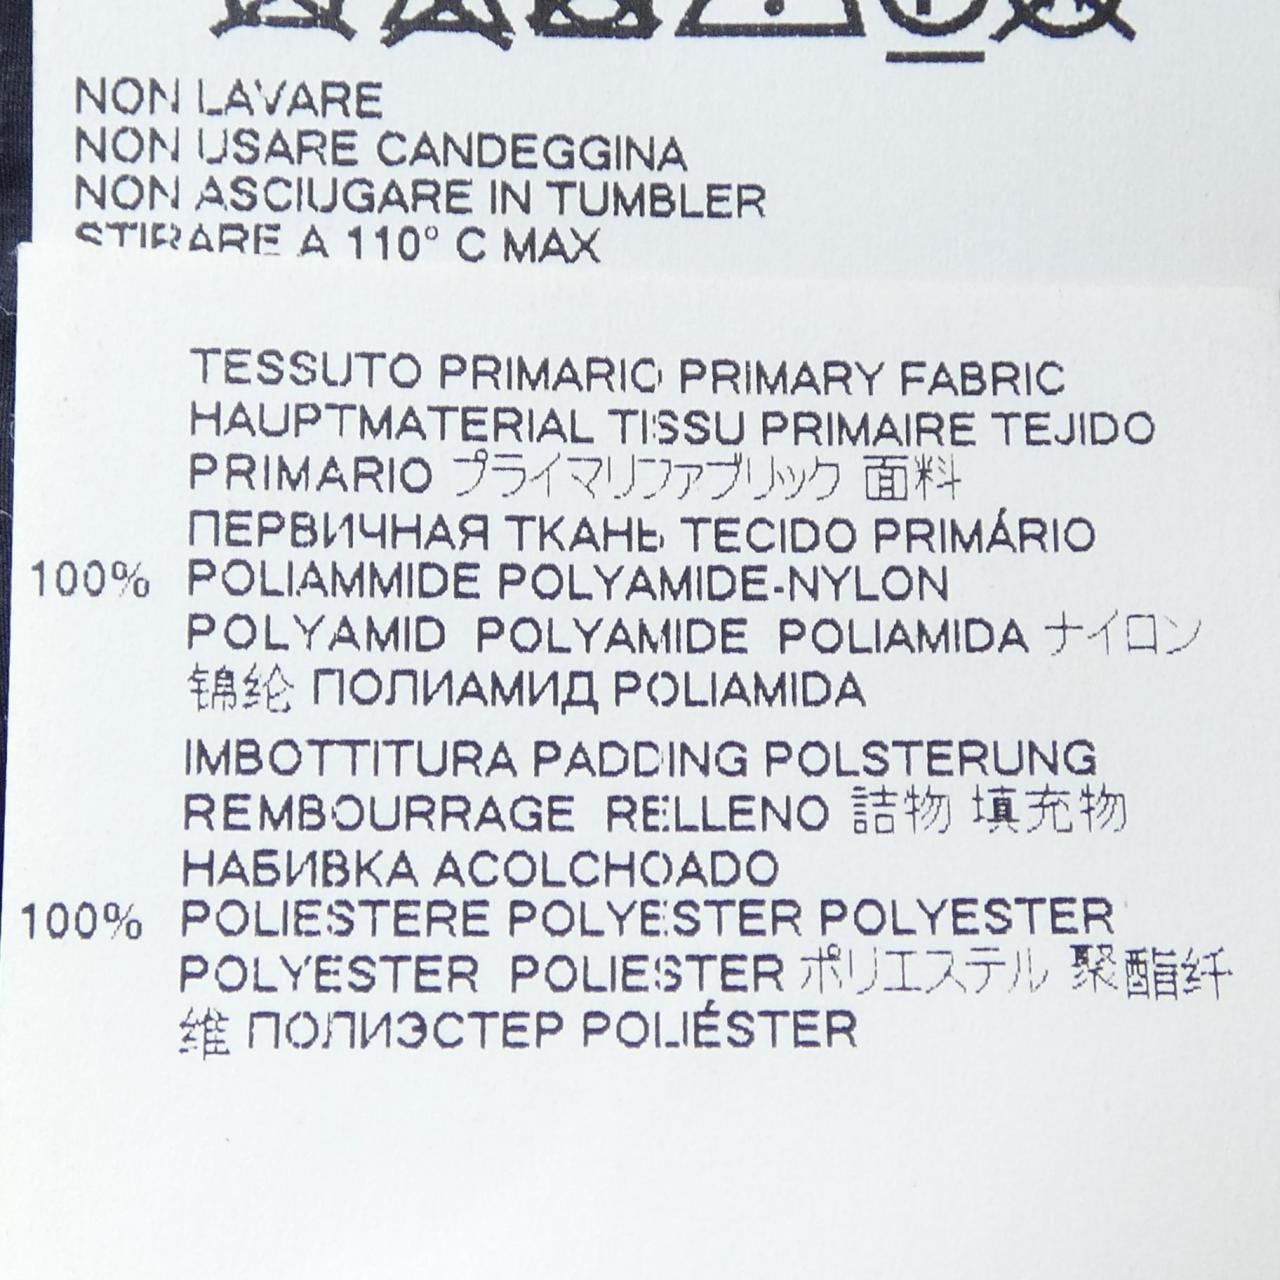 NON LAVARE
NON USARE CANDEGGINA
NON ASCIUGARE IN TUMBLER
STIRARE A 110° C MAX
TESSUTO PRIMARIO PRIMARY FABRIC
HAUPTMATERIAL TISSU PRIMAIRE TEJIDO
PRIMARIO プライマリファブリック 面料
ПЕРВИЧНАЯ ТКАНЬ TECIDO PRIMÁRIO
100% POLIAMMIDE POLYAMIDE-NYLON
POLYAMID POLYAMIDE POLIAMIDA ナイロン
锦纶 ПОЛИАМИД POLIAMIDA
IMBOTTITURA PADDING POLSTERUNG
REMBOURRAGE RELLENO 詰物 填充物
НАБИВКА ACOLCHOADO
100% POLIESTERE POLYESTER POLYESTER
POLYESTER POLIESTER ポリエステル 聚酯纤
维 ПОЛИЭСТЕР POLIÉSTER